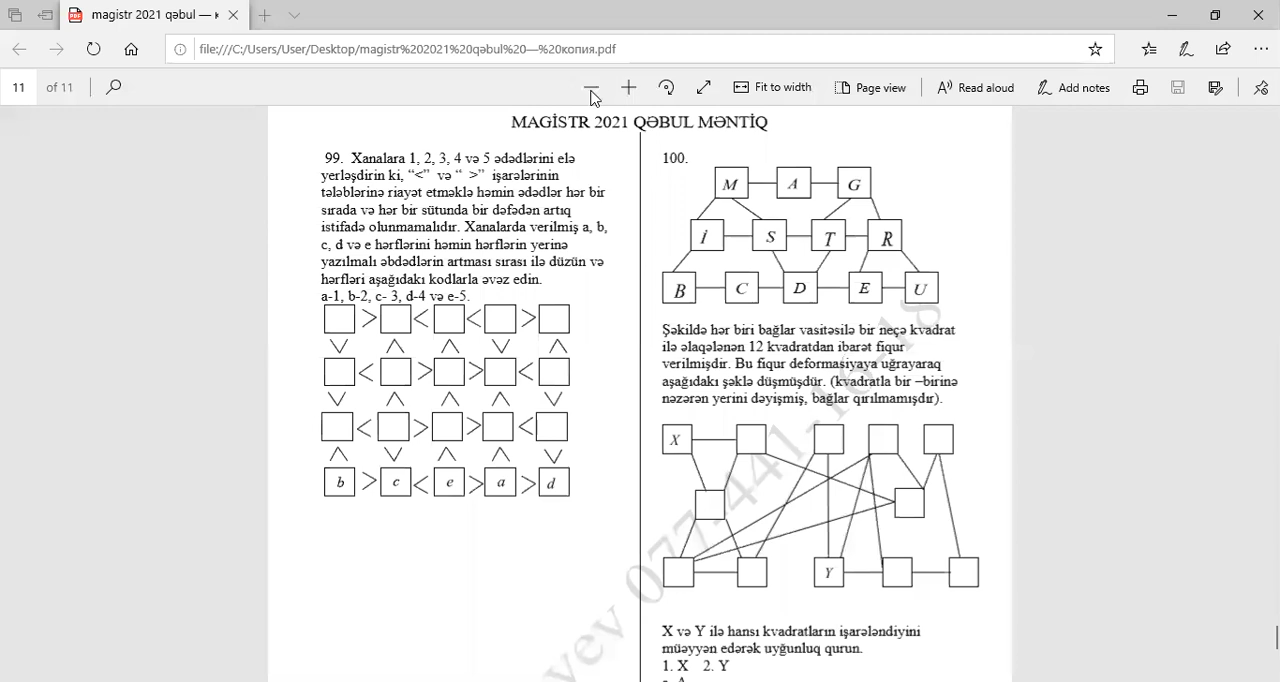 magistr 2021 qəbul —
file:///C:/Users/User/Desktop/magistr%202021%20qəbul%20—%20копия.pdf
11 of 11
Fit to width
Page view
Read aloud
Add notes
MAGİSTR 2021 QƏBUL MƏNTİQ
99. Xanalara 1, 2, 3, 4 və 5 ədədlərini elə
yerləşdirin ki, “<” və “ >” işarələrinin
tələblərinə riayət etməklə həmin ədədlər hər bir
sırada və hər bir sütunda bir dəfədən artıq
istifadə olunmamalıdır. Xanalarda verilmiş a, b,
c, d və e hərflərini həmin hərflərin yerinə
yazılmalı əbdədlərin artması sırası ilə düzün və
hərfləri aşağıdakı kodlarla əvəz edin.
a-1, b-2, c- 3, d-4 və e-5.
> < < >
< > > <
< > > <
b > c < e > a > d
100.
M A G
İ S T R
B C D E U
Şəkildə hər biri bağlar vasitəsilə bir neçə kvadrat
ilə əlaqələnən 12 kvadratdan ibarət fiqur
verilmişdir. Bu fiqur deformasiyaya uğrayaraq
aşağıdakı şəklə düşmüşdür. (kvadratla bir –birinə
nəzərən yerini dəyişmiş, bağlar qırılmamışdır).
X
Y
X və Y ilə hansı kvadratların işarələndiyini
müəyyən edərək uyğunluq qurun.
1. X 2. Y
yev 077-441-16-18